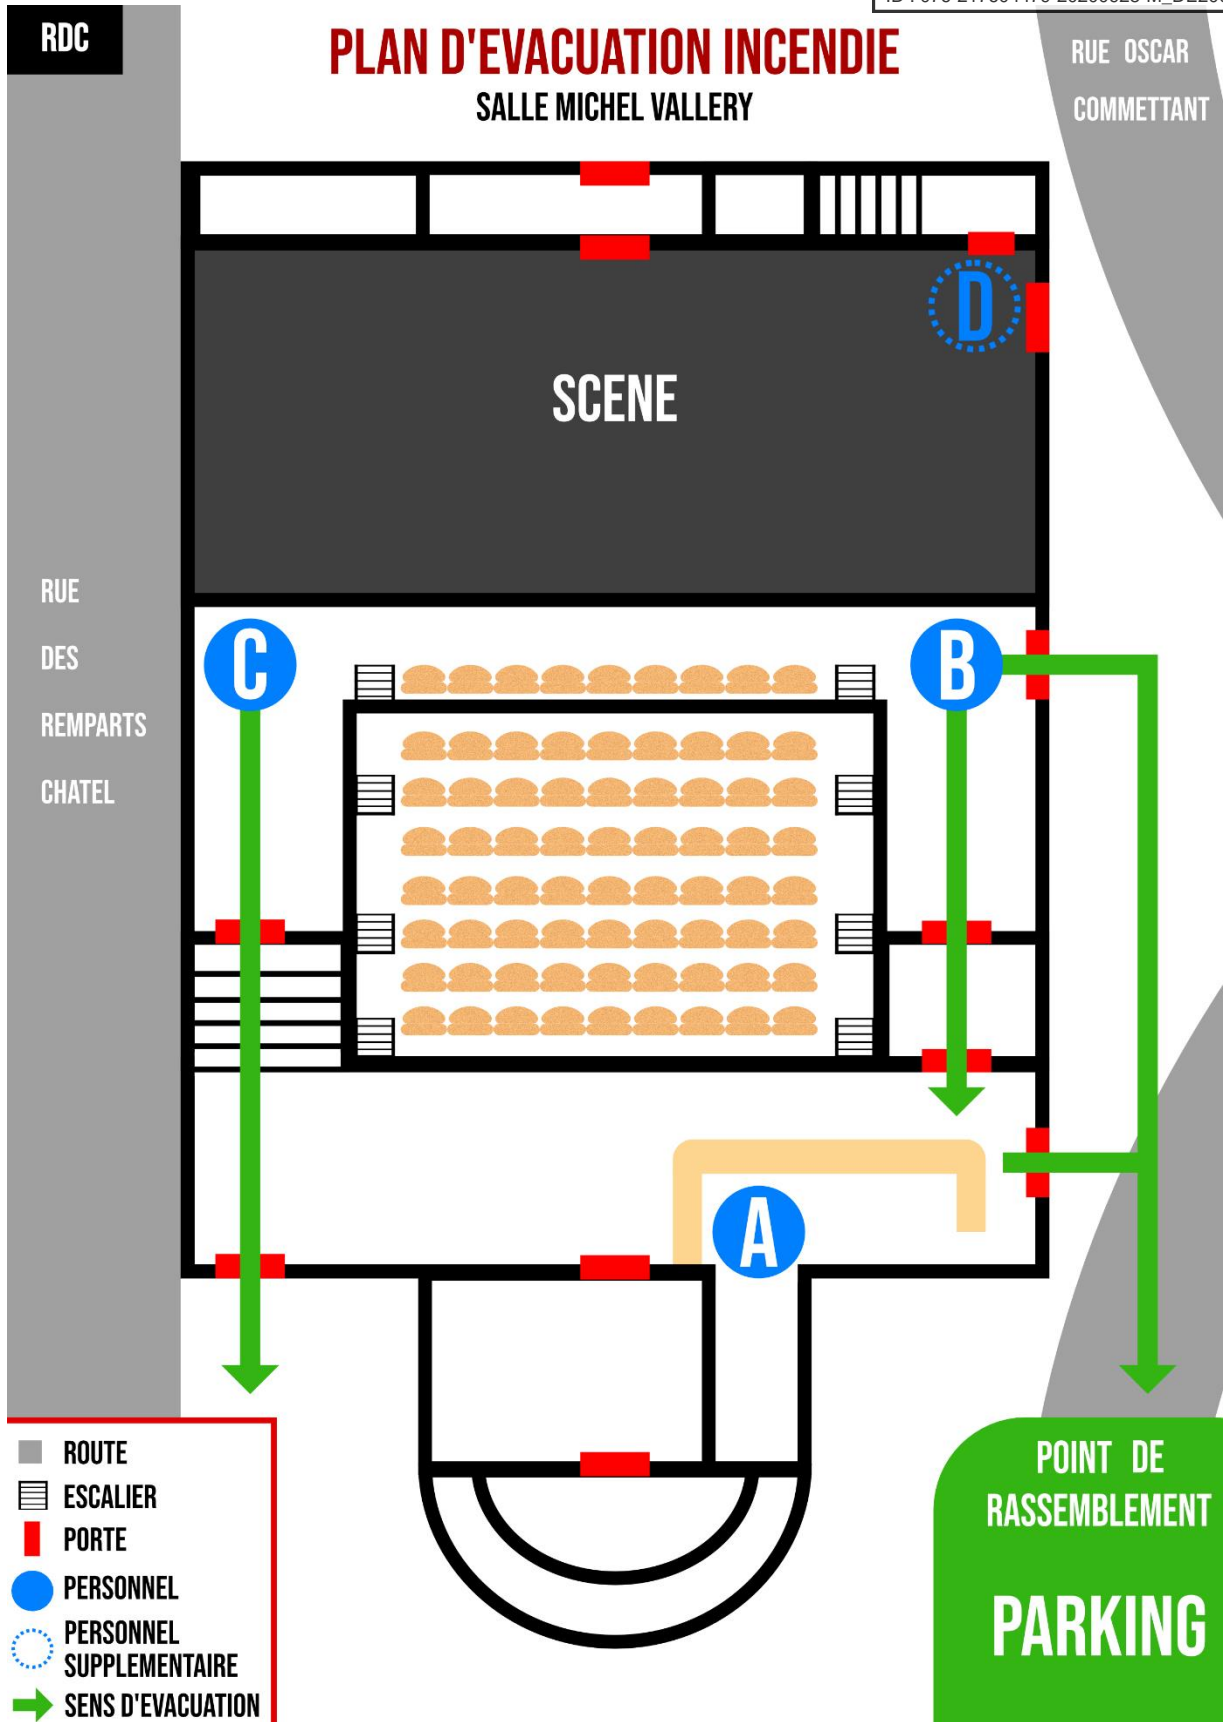 RDC
PLAN D'EVACUATION INCENDIE
SALLE MICHEL VALLERY
RUE OSCAR
COMMETTANT
D
SCENE
RUE
DES
REMPARTS
CHATEL
C
B
A
ROUTE
ESCALIER
PORTE
PERSONNEL
PERSONNEL
SUPPLEMENTAIRE
SENS D'EVACUATION
POINT DE
RASSEMBLEMENT
PARKING